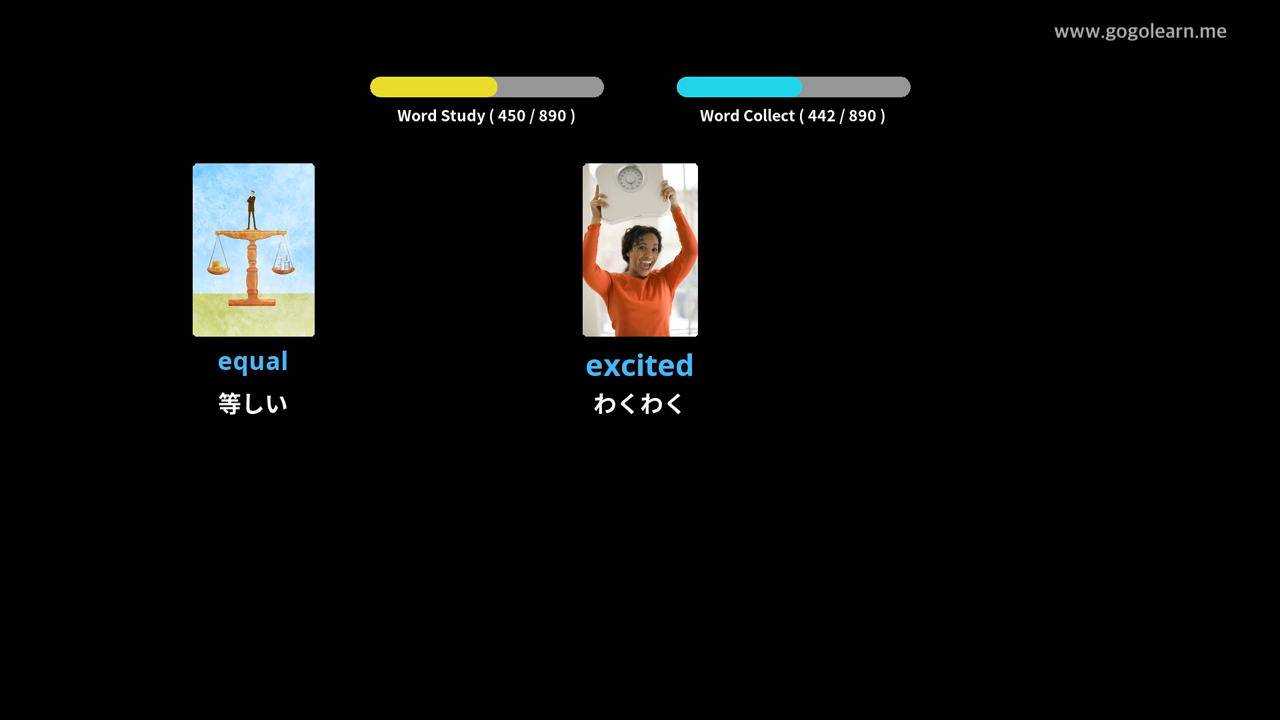 www.gogolearn.me
Word Study ( 450 / 890 )
Word Collect ( 442 / 890 )
equal
等しい
excited
わくわく